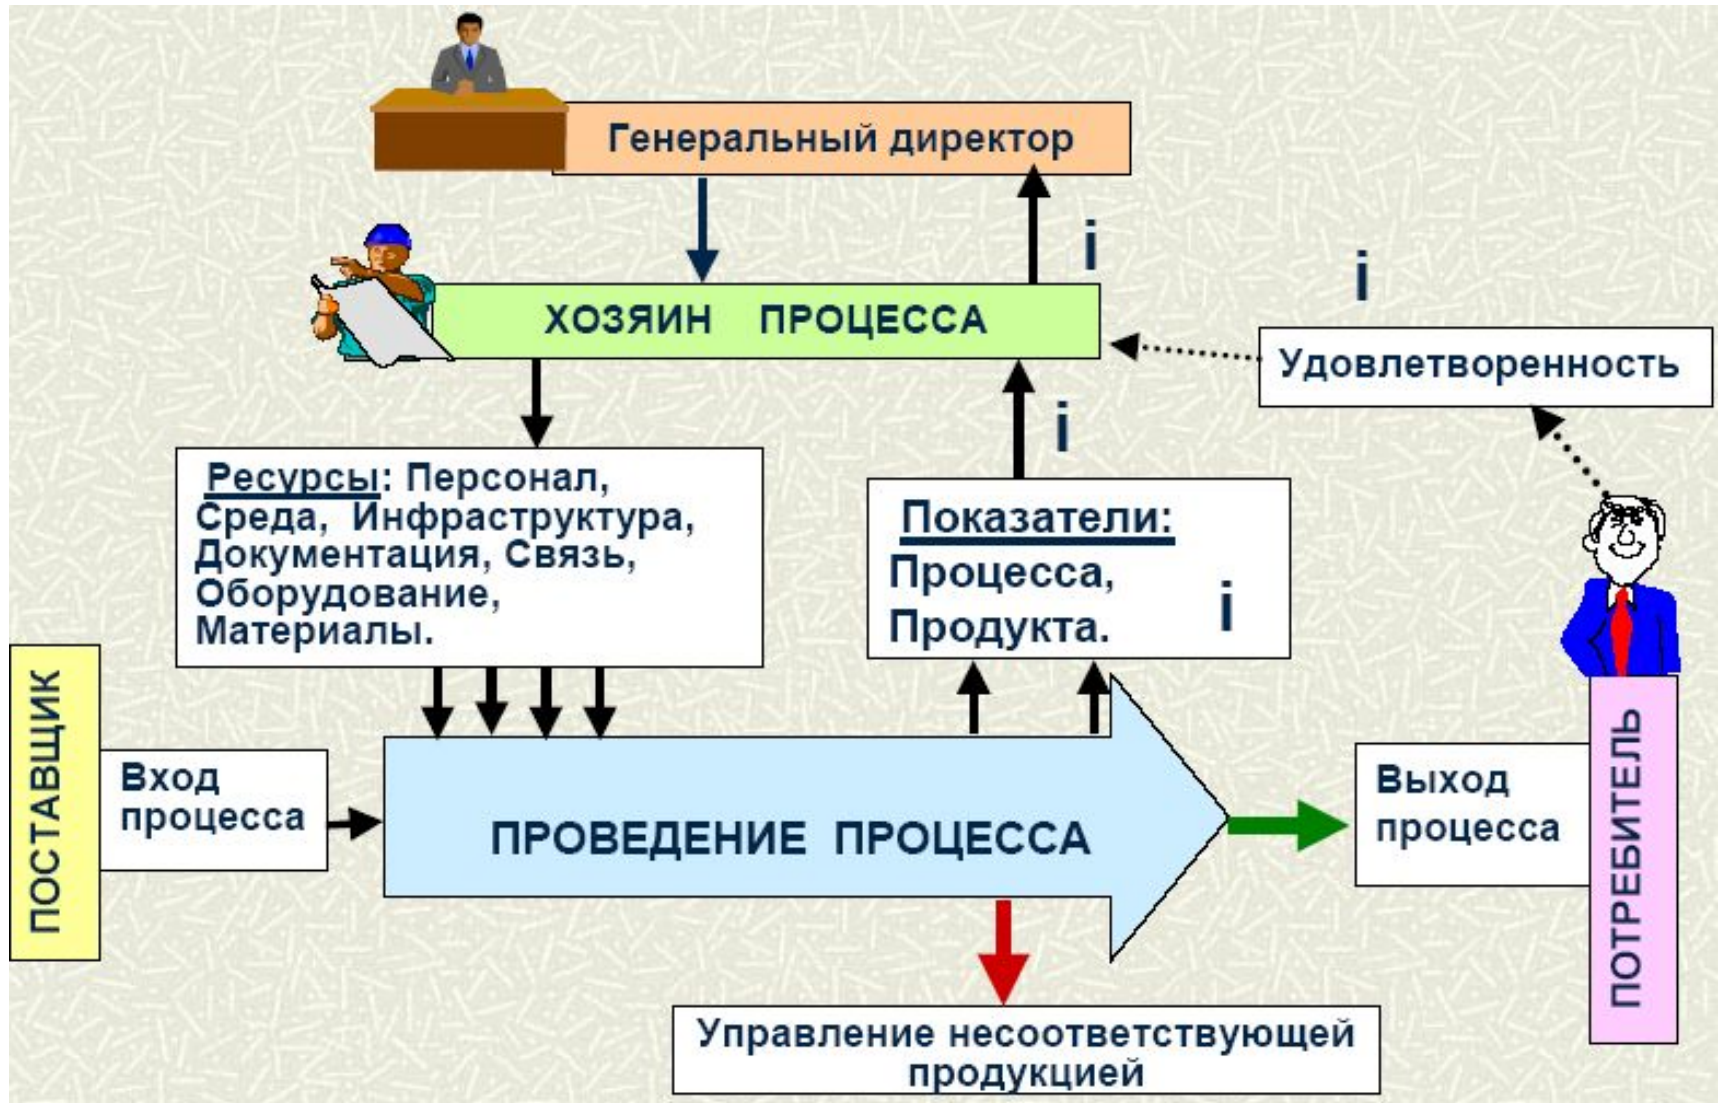 Генеральный директор
i
i
ХОЗЯИН ПРОЦЕССА
Удовлетворенность
i
Ресурсы: Персонал,
Среда, Инфраструктура,
Документация, Связь,
Оборудование,
Материалы.
Показатели:
Процесса,
Продукта.
i
ПОСТАВЩИК
Вход
процесса
ПРОВЕДЕНИЕ ПРОЦЕССА
Выход
процесса
ПОТРЕБИТЕЛЬ
Управление несоответствующей
продукцией